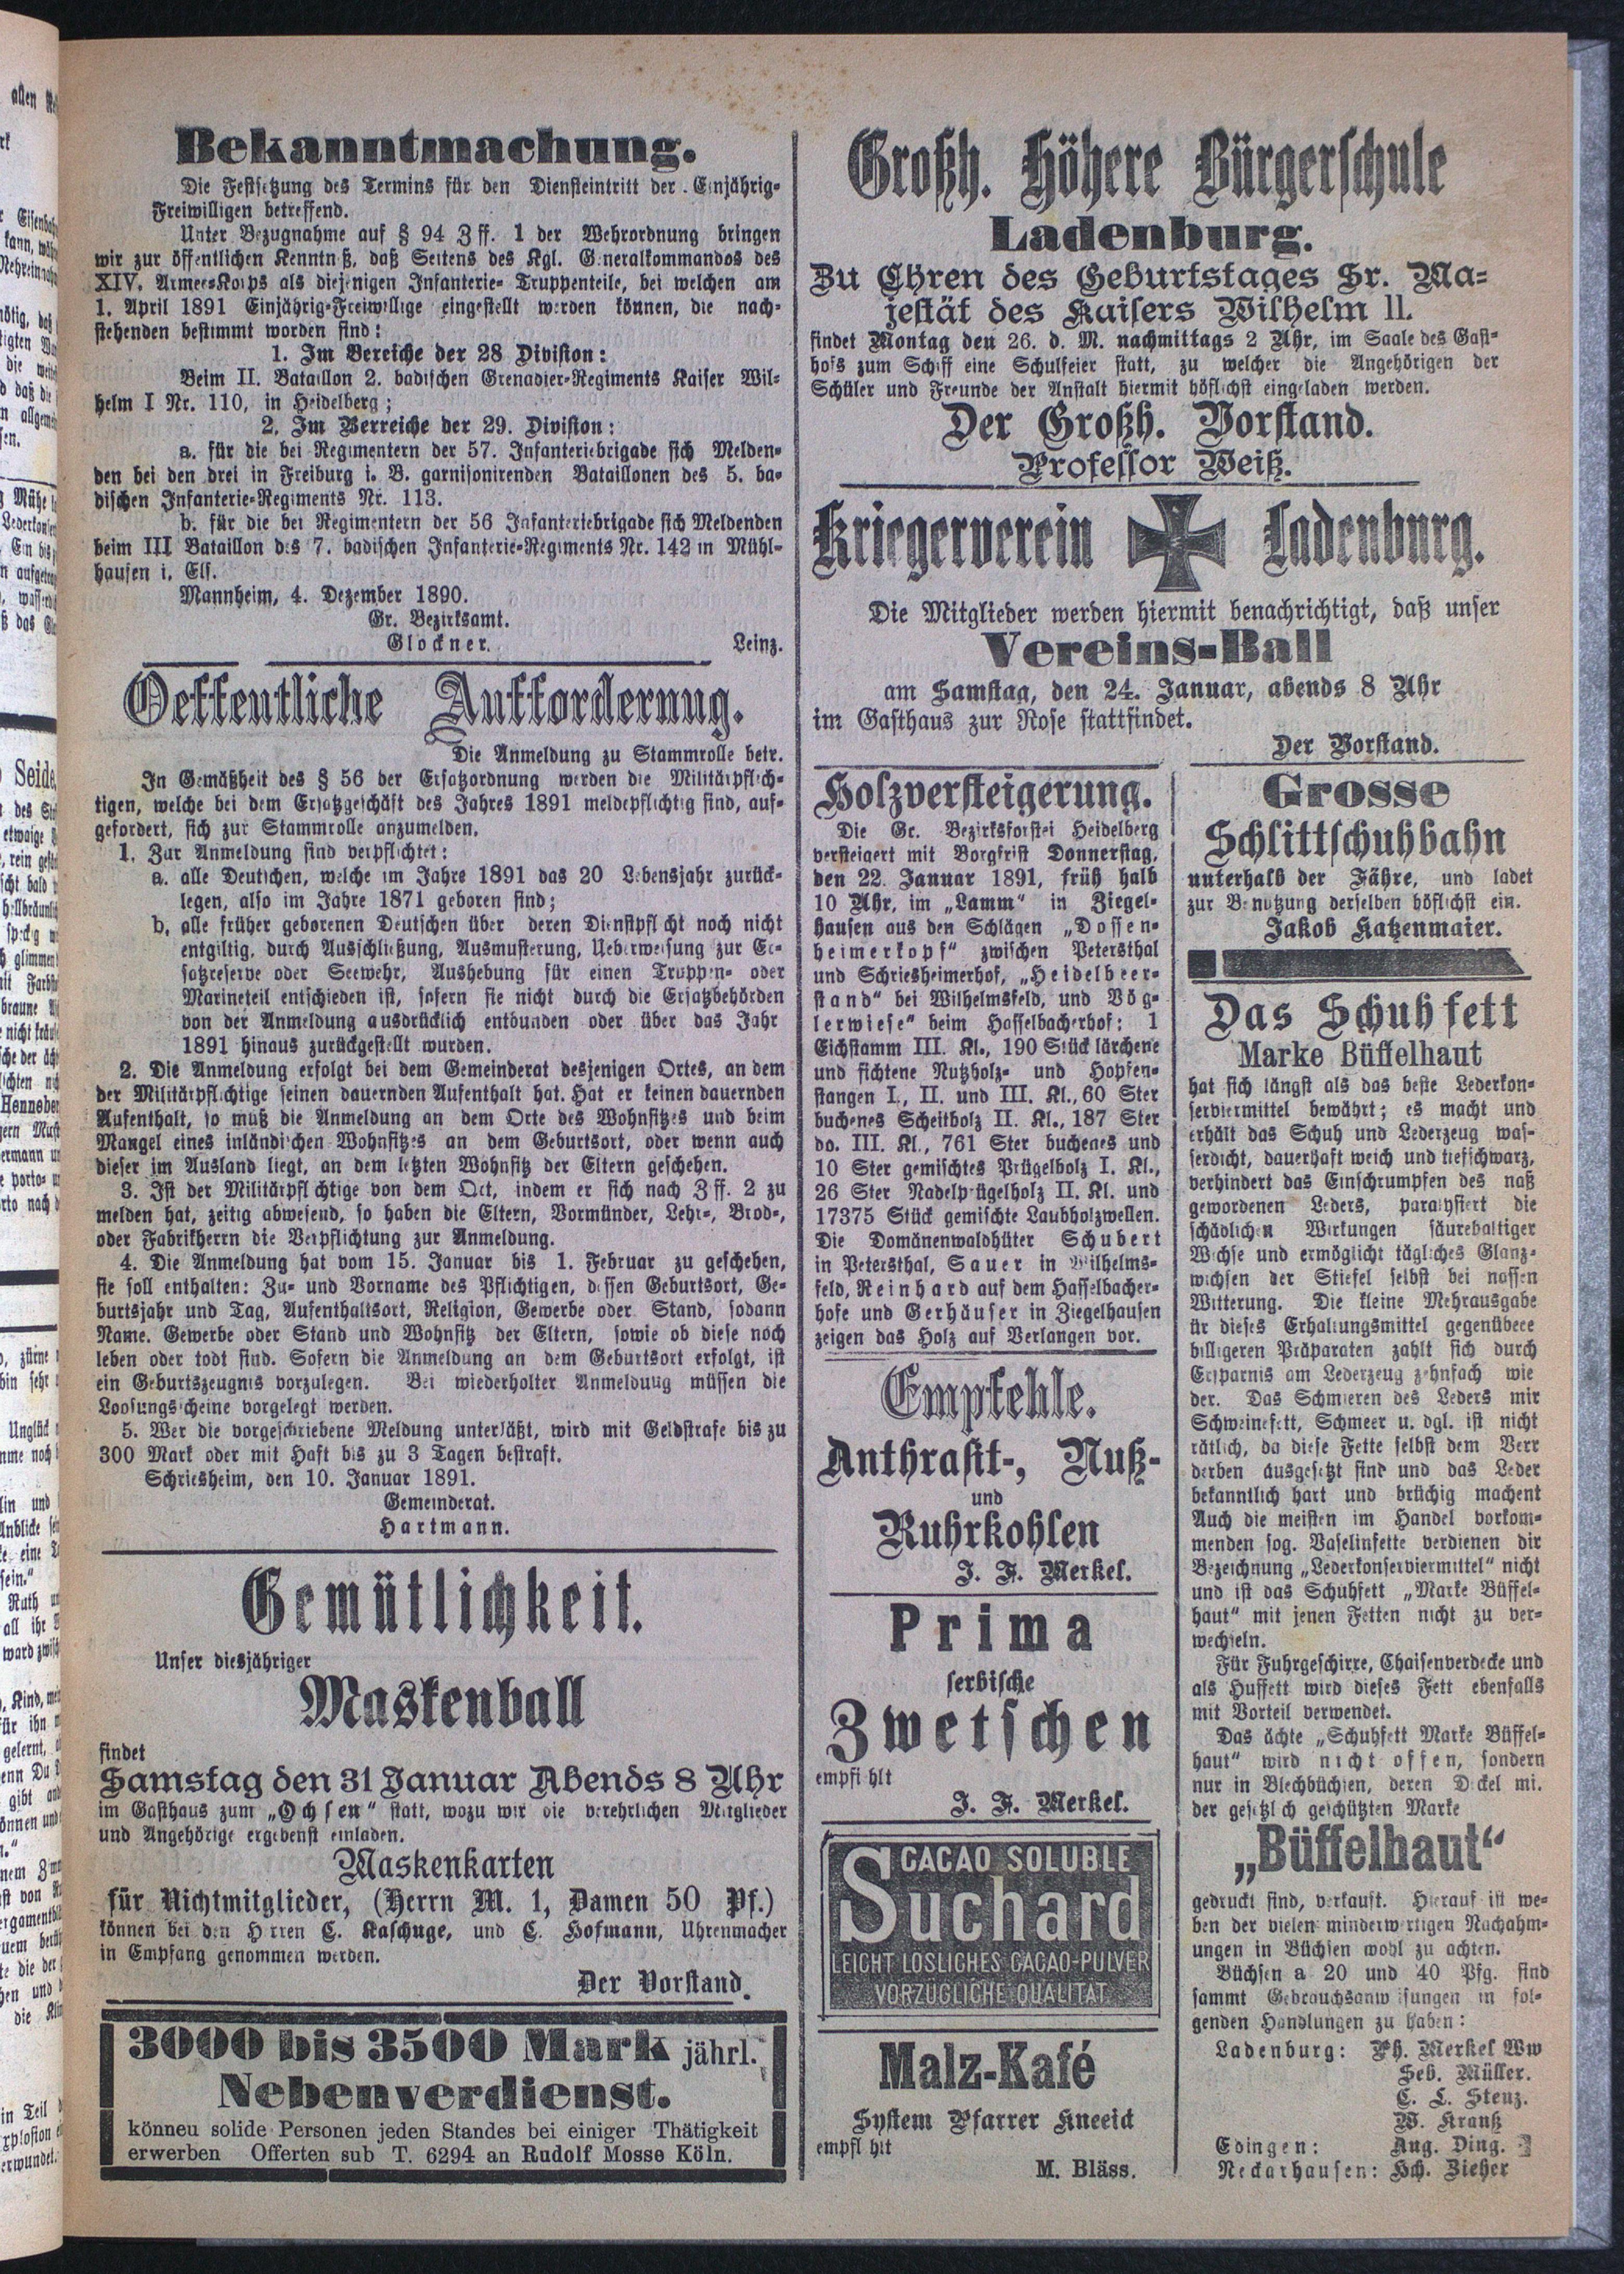 Bekanntmachung.
Die Festsetzung des Termins für den Diensteintritt der Einjährig-
Freiwilligen betreffend.
Unter Bezugnahme auf § 94 Ziff. 1 der Wehrordnung bringen
wir zur öffentlichen Kenntniß, daß Seitens des Kgl. Generalkommandos des
XIV. Armee-Korps als diejenigen Infanterie-Truppenteile, bei welchen am
1. April 1891 Einjährig-Freiwillige eingestellt werden können, die nach-
stehenden bestimmt worden sind:
1. Im Bereiche der 28 Division:
Beim II. Bataillon 2. badischen Grenadier-Regiments Kaiser Wil-
helm I Nr. 110, in Heidelberg;
2. Im Berreiche der 29. Division:
a. für die bei Regimentern der 57. Infanteriebrigade sich Melden-
den bei den drei in Freiburg i. B. garnisonirenden Bataillonen des 5. ba-
dischen Infanterie-Regiments Nr. 113.
b. für die bei Regimentern der 56 Infanteriebrigade sich Meldenden
beim III Bataillon des 7. badischen Infanterie-Regiments Nr. 142 in Mühl-
hausen i. Els.
Mannheim, 4. Dezember 1890.
Gr. Bezirksamt.
Glockner. Leinz.
Oeffentliche Auffordernug.
Die Anmeldung zu Stammrolle betr.
In Gemäßheit des § 56 der Ersatzordnung werden die Militärpflich-
tigen, welche bei dem Ersatzgeschäft des Jahres 1891 meldepflichtig sind, auf-
gefordert, sich zur Stammrolle anzumelden.
1. Zur Anmeldung sind verpflichtet:
a. alle Deutschen, welche im Jahre 1891 das 20 Lebensjahr zurück-
legen, also im Jahre 1871 geboren sind;
b. alle früher geborenen Deutschen über deren Dienstpflicht noch nicht
entgiltig, durch Ausschließung, Ausmusterung, Ueberweisung zur Er-
satzreserve oder Seewehr, Aushebung für einen Truppen- oder
Marineteil entschieden ist, sofern sie nicht durch die Ersatzbehörden
von der Anmeldung ausdrücklich entbunden oder über das Jahr
1891 hinaus zurückgestellt wurden.
2. Die Anmeldung erfolgt bei dem Gemeinderat desjenigen Ortes, an dem
der Militärpflichtige seinen dauernden Aufenthalt hat. Hat er keinen dauernden
Aufenthalt, so muß die Anmeldung an dem Orte des Wohnsitzes und beim
Mangel eines inländischen Wohnsitzes an dem Geburtsort, oder wenn auch
dieser im Ausland liegt, an dem letzten Wohnsitz der Eltern geschehen.
3. Ist der Militärpflichtige von dem Ort, indem er sich nach Ziff. 2 zu
melden hat, zeitig abwesend, so haben die Eltern, Vormünder, Lehr-, Brod-,
oder Fabrikherrn die Verpflichtung zur Anmeldung.
4. Die Anmeldung hat vom 15. Januar bis 1. Februar zu geschehen,
sie soll enthalten: Zu- und Vorname des Pflichtigen, dessen Geburtsort, Ge-
burtsjahr und Tag, Aufenthaltsort, Religion, Gewerbe oder Stand, sodann
Name, Gewerbe oder Stand und Wohnsitz der Eltern, sowie ob diese noch
leben oder todt sind. Sofern die Anmeldung an dem Geburtsort erfolgt, ist
ein Geburtszeugnis vorzulegen. Bei wiederholter Anmeldung müssen die
Loosungsscheine vorgelegt werden.
5. Wer die vorgeschriebene Meldung unterläßt, wird mit Geldstrafe bis zu
300 Mark oder mit Haft bis zu 3 Tagen bestraft.
Schriesheim, den 10. Januar 1891.
Gemeinderat.
Hartmann.
Gemütlichkeit.
Unser diesjähriger
Maskenball
findet
Samstag den 31 Januar Abends 8 Uhr
im Gasthaus zum „Ochsen" statt, wozu wir die verehrlichen Mitglieder
und Angehörige ergebenst einladen.
Maskenkarten
für Nichtmitglieder, (Herrn M. 1, Damen 50 Pf.)
können bei den Herren C. Kaschuge, und C. Hofmann, Uhrenmacher
in Empfang genommen werden.
Der Vorstand.
3000 bis 3500 Mark jährl.
Nebenverdienst.
könneu solide Personen jeden Standes bei einiger Thätigkeit
erwerben Offerten sub T. 6294 an Rudolf Mosse Köln.
Großh. Höhere Bürgerschule
Ladenburg.
Zu Ehren des Geburtstages Sr. Ma-
jestät des Kaisers Wilhelm II.
findet Montag den 26. d. M. nachmittags 2 Uhr, im Saale des Gast-
hofs zum Schiff eine Schulfeier statt, zu welcher die Angehörigen der
Schüler und Freunde der Anstalt hiermit höflichst eingeladen werden.
Der Großh. Vorstand.
Professor Weiß.
Kriegerverein Ladenburg.
Die Mitglieder werden hiermit benachrichtigt, daß unser
Vereins-Ball
am Samstag, den 24. Januar, abends 8 Uhr
im Gasthaus zur Rose stattfindet.
Der Vorstand.
Holzversteigerung.
Die Gr. Bezirksforstei Heidelberg
versteigert mit Borgfrist Donnerstag,
den 22. Januar 1891, früh halb
10 Uhr, im „Lamm" in Ziegel-
hausen aus den Schlägen „Dossen-
heimerkopf" zwischen Petersthal
und Schriesheimerhof, „Heidelbeer-
stand" bei Wilhelmsfeld, und Vög-
lerwiese" beim Hasselbacherhof: 1
Eichstamm III. Kl., 190 Stück lärchene
und fichtene Nutzholz- und Hopfen-
stangen I., II. und III. Kl., 60 Ster
buchenes Scheitholz II. Kl., 187 Ster
do. III. Kl., 761 Ster buchenes und
10 Ster gemischtes Prügelholz I. Kl.,
26 Ster Nadelprügelholz II. Kl. und
17375 Stück gemischte Laubholzwellen.
Die Domänenwaldhüter Schubert
in Petersthal, Sauer in Wilhelms-
feld, Reinhard auf dem Hasselbacher-
hofe und Gerhäuser in Ziegelhausen
zeigen das Holz auf Verlangen vor.
Empfehle.
Anthrasit-, Nuß-
und
Ruhrkohlen
J. F. Merkel.
Prima
serbische
Zwetschen
empfihlt
J. F. Merkel.
CACAO SOLUBLE
Suchard
LEICHT LÖSLICHES CACAO-PULVER
VORZÜGLICHE QUALITÄT
Malz-Kafé
System Pfarrer Kneeid
empflhlt
M. Bläss.
Grosse
Schlittschuhbahn
unterhalb der Fähre, und ladet
zur Benutzung derselben höflichst ein.
Jakob Katzenmaier.
Das Schuhfett
Marke Büffelhaut
hat sich längst als das beste Lederkon-
serviermittel bewährt; es macht und
erhält das Schuh und Lederzeug was-
serdicht, dauerhaft weich und tiefschwarz,
verhindert das Einschrumpfen des naß
gewordenen Leders, paralysiert die
schädlichen Wirkungen säurehaltiger
Wichse und ermöglicht tägliches Glanz-
wichsen der Stiefel selbst bei nassen
Witterung. Die kleine Mehrausgabe
ür dieses Erhaltungsmittel gegenübere
billigeren Präparaten zahlt sich durch
Ersparnis am Lederzeug zehnfach wie
der. Das Schmieren des Leders mir
Schweinefett, Schmeer u. dgl. ist nicht
rätlich, da diese Fette selbst dem Verr
derben ausgesetzt sind und das Leder
bekanntlich hart und brüchig machent
Auch die meisten im Handel vorkom-
menden sog. Vaselinfette verdienen dir
Bezeichnung „Lederkonserviermittel" nicht
und ist das Schuhfett „Marke Büffel-
haut" mit jenen Fetten nicht zu ver-
wechseln.
Für Fuhrgeschirre, Chaisenverdecke und
als Huffett wird dieses Fett ebenfalls
mit Vorteil verwendet.
Das ächte „Schuhfett Marke Büffel-
haut" wird nicht offen, sondern
nur in Blechbüchsen, deren Deckel mi.
der gesetzlich geschützten Marke
„Büffelhaut"
gedruckt sind, verkauft. Hierauf ist we-
ben der vielen minderwertigen Nachahm-
ungen in Büchsen wohl zu achten.
Büchsen a 20 und 40 Pfg. sind
sammt Gebrauchsanweisungen in fol-
genden Handlungen zu haben:
Ladenburg: Ph. Merkel Ww
Seb. Müller.
C. L. Stenz.
W. Krauß
Edingen: Aug. Ding.
Neckarhausen: Hch. Zieher